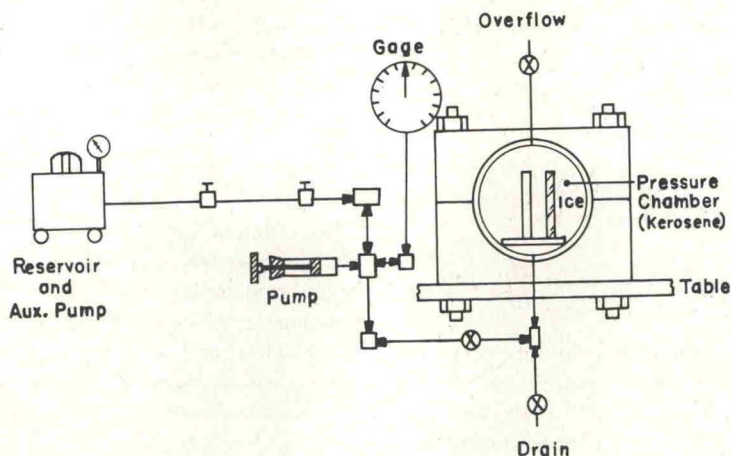 Overflow
Gage
Ice
Pressure
Chamber
(Kerosene)
Reservoir
and
Aux. Pump
Pump
Table
Drain